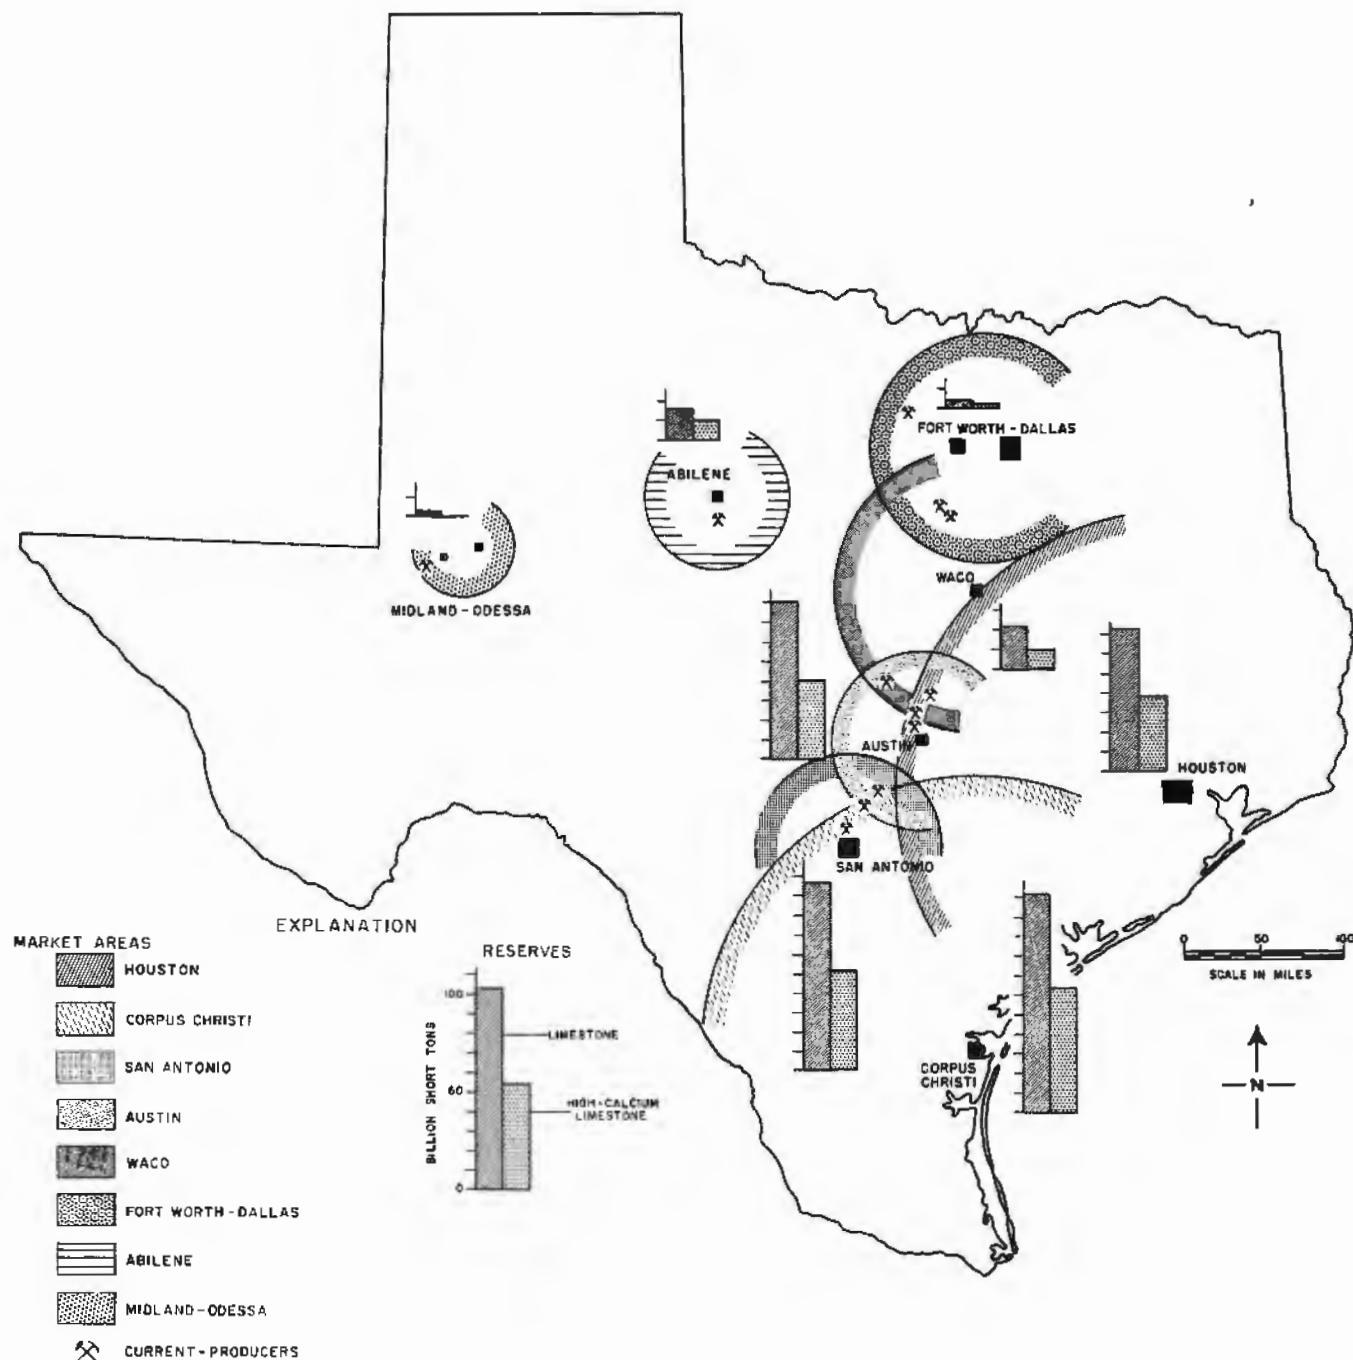 FORT WORTH - DALLAS
ABILENE
MIDLAND - ODESSA
WACO
AUSTIN
HOUSTON
SAN ANTONIO
CORPUS
CHRISTI
0 50 100
SCALE IN MILES
N
EXPLANATION
MARKET AREAS
HOUSTON
CORPUS CHRISTI
SAN ANTONIO
AUSTIN
WACO
FORT WORTH - DALLAS
ABILENE
MIDLAND - ODESSA
CURRENT - PRODUCERS
RESERVES
BILLION SHORT TONS
100
60
0
LIMESTONE
HIGH-CALCIUM
LIMESTONE